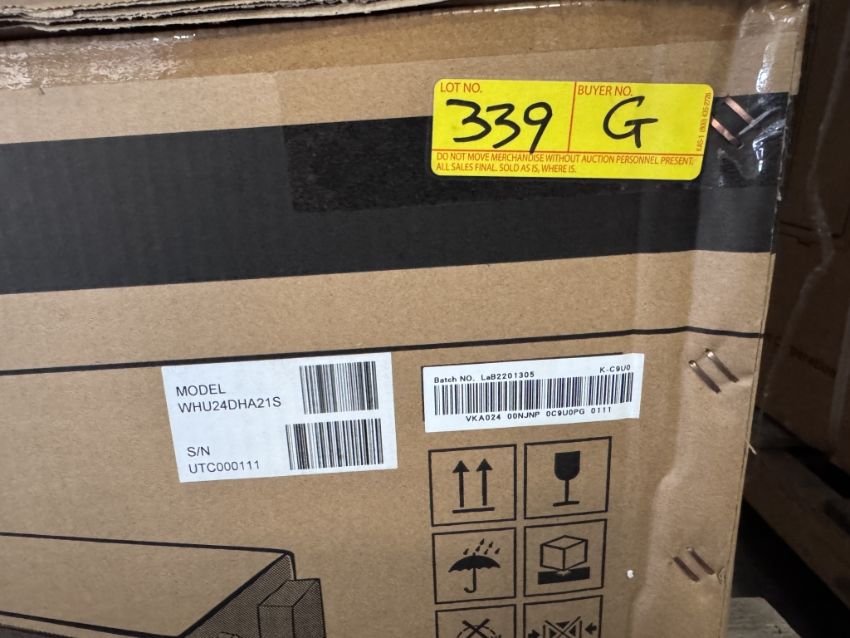 LOT NO.
BUYER NO.
339
G
DO NOT MOVE MERCHANDISE WITHOUT AUCTION PERSONNEL PRESENT.
ALL SALES FINAL. SOLD AS IS, WHERE IS.
MODEL
WHU24DHA21S
S/N
UTC000111
Batch NO. LaB2201305
K-C9U0
VKA024 00NJNP 0C9U0PG 0111